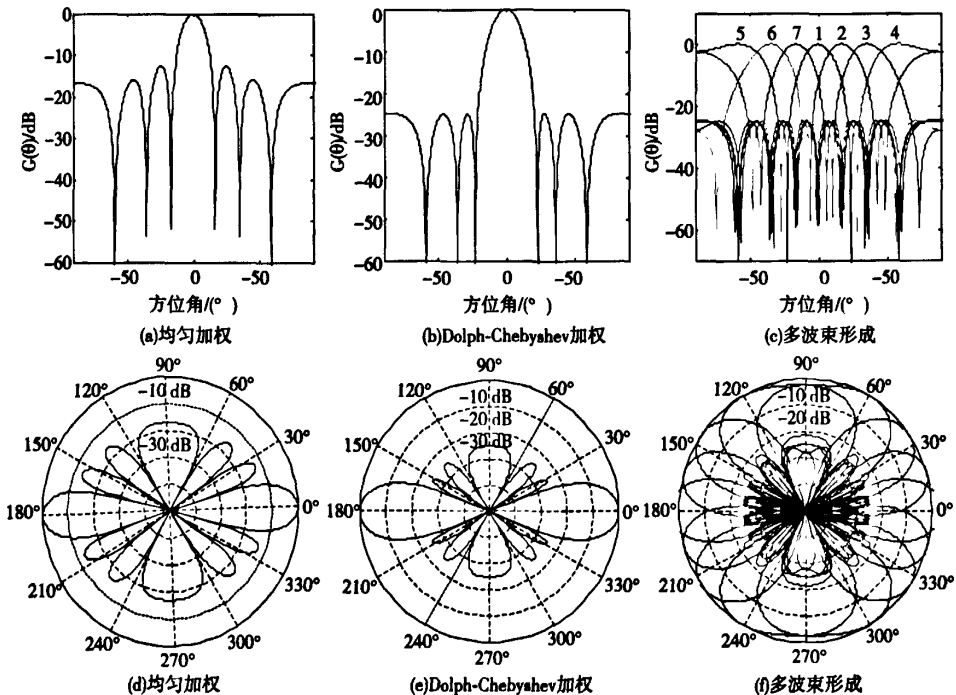 0
-10
-20
-30
-40
-50
-60
G(θ)/dB
-50 0 -50
方位角/(° )
(a)均匀加权
0
-10
-20
-30
-40
-50
-60
G(θ)/dB
-50 0 -50
方位角/(° )
(b)Dolph-Chebyshev加权
5 6 7 1 2 3 4
0
-20
-40
-60
G(θ)/dB
-50 0 -50
方位角/(° )
(c)多波束形成
90°
120° 60°
-10 dB
150° 30°
-30 dB
180° 0°
210° 330°
240° 300°
270°
(d)均匀加权
90°
120° 60°
-10 dB
-20 dB
150° 30°
-30 dB
180° 0°
210° 330°
240° 300°
270°
(e)Dolph-Chebyshev加权
90°
120° 60°
-10 dB
-20 dB
150° 30°
180° 0°
210° 330°
240° 300°
270°
(f)多波束形成